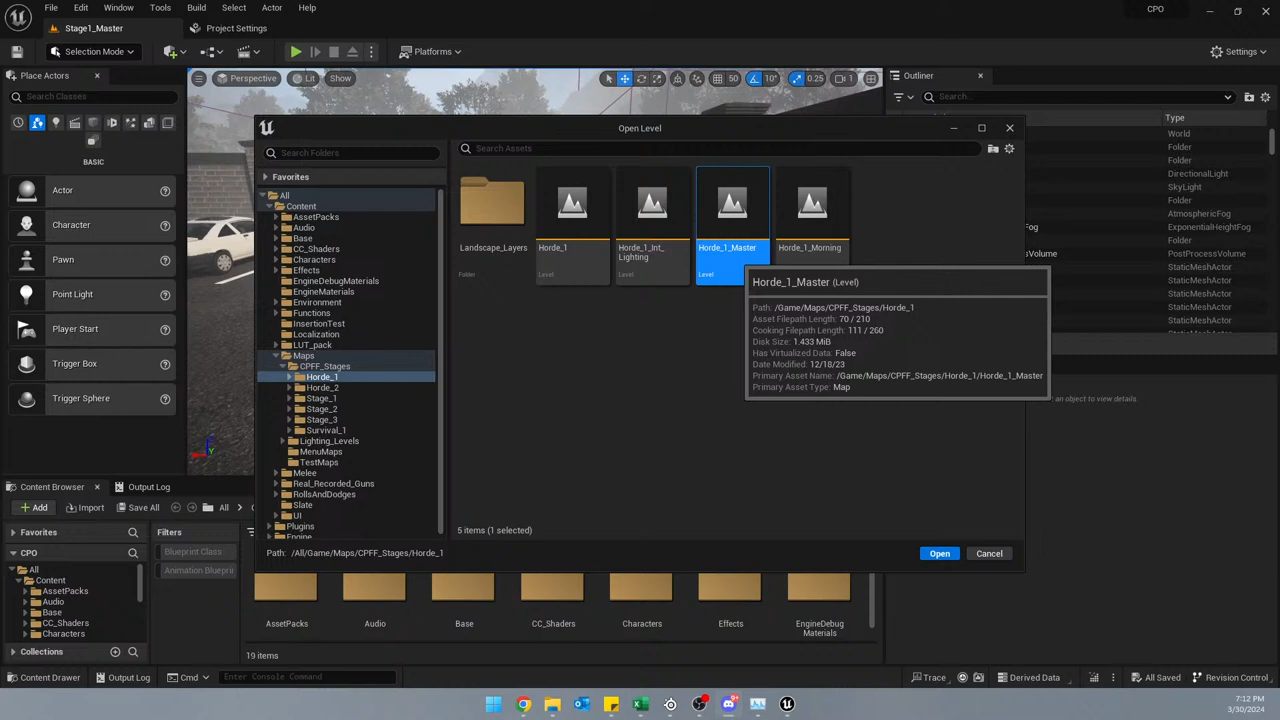 File Edit Window Tools Build Select Actor Help
CPO
Stage1_Master
Project Settings
Selection Mode
Platforms
Settings
Place Actors
Perspective
Lit
Show
50
10°
0.25
1
Outliner
Search Classes
Search...
Type
BASIC
Actor
Character
Pawn
Point Light
Player Start
Trigger Box
Trigger Sphere
World
Folder
Folder
DirectionalLight
SkyLight
Folder
AtmosphericFog
Fog
ExponentialHeightFog
sVolume
PostProcessVolume
StaticMeshActor
StaticMeshActor
StaticMeshActor
StaticMeshActor
StaticMeshActor
an object to view details.
Open Level
Search Folders
Search Assets
Favorites
All
Content
AssetPacks
Audio
Base
CC_Shaders
Characters
Effects
EngineDebugMaterials
EngineMaterials
Environment
Functions
InsertionTest
Localization
LUT_pack
Maps
CPFF_Stages
Horde_1
Horde_2
Stage_1
Stage_2
Stage_3
Survival_1
Lighting_Levels
MenuMaps
TestMaps
Melee
Real_Recorded_Guns
RollsAndDodges
Slate
UI
Plugins
Engine
Landscape_Layers
Folder
Horde_1
Level
Horde_1_Int_
Lighting
Level
Horde_1_Master
Level
Horde_1_Morning
Horde_1_Master (Level)
Path: /Game/Maps/CPFF_Stages/Horde_1
Asset Filepath Length: 70 / 210
Cooking Filepath Length: 111 / 260
Disk Size: 1.433 MiB
Has Virtualized Data: False
Date Modified: 12/18/23
Primary Asset Name: /Game/Maps/CPFF_Stages/Horde_1/Horde_1_Master
Primary Asset Type: Map
5 items (1 selected)
Path: /All/Game/Maps/CPFF_Stages/Horde_1
Open
Cancel
Content Browser
Output Log
Add
Import
Save All
All
Favorites
Filters
CPO
Blueprint Class
Animation Bluepri
All
Content
AssetPacks
Audio
Base
CC_Shaders
Characters
Collections
AssetPacks
Audio
Base
CC_Shaders
Characters
Effects
EngineDebug
Materials
19 items
Content Drawer
Output Log
Cmd
Enter Console Command
Trace
Derived Data
All Saved
Revision Control
7:12 PM
3/30/2024